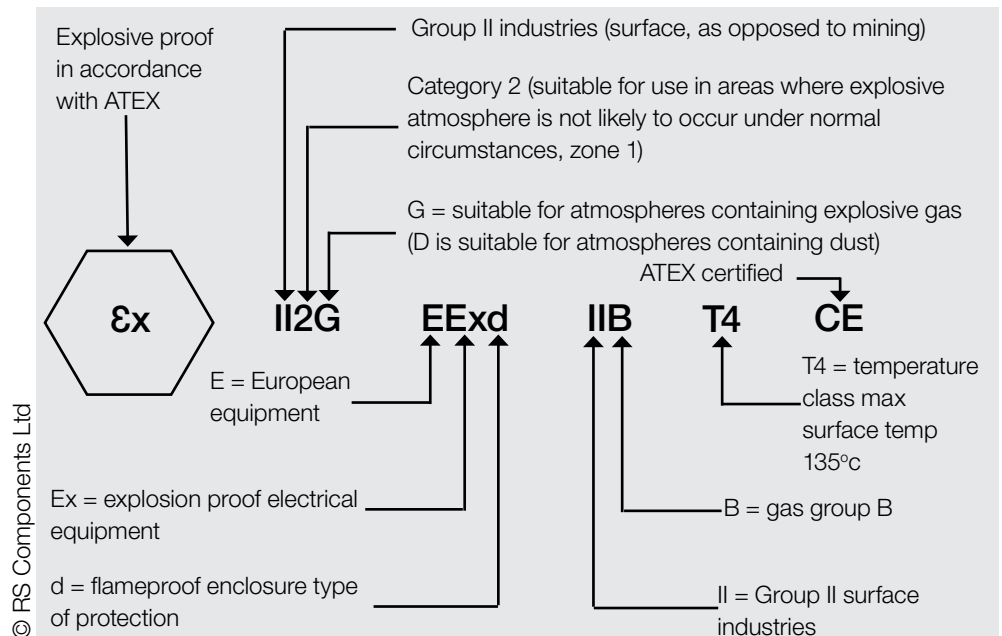 Explosive proof
in accordance
with ATEX
Group II industries (surface, as opposed to mining)
Category 2 (suitable for use in areas where explosive
atmosphere is not likely to occur under normal
circumstances, zone 1)
G = suitable for atmospheres containing explosive gas
(D is suitable for atmospheres containing dust)
ATEX certified
Ɛx II2G EExd IIB T4 CE
E = European
equipment
T4 = temperature
class max
surface temp
135ºc
Ex = explosion proof electrical
equipment
B = gas group B
d = flameproof enclosure type
of protection
II = Group II surface
industries
© RS Components Ltd